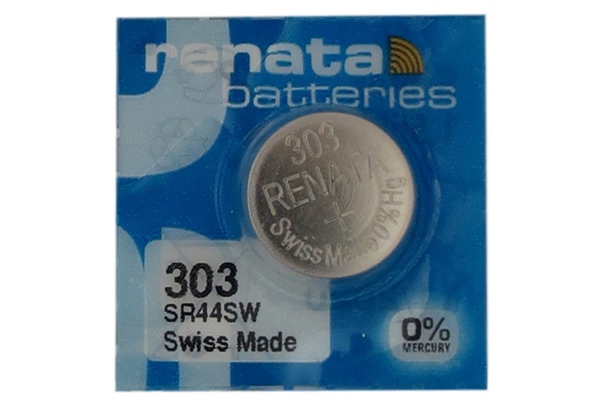 renata
batteries
303
RENATA
+
Swiss Made 0%Hg
303
SR44SW
Swiss Made
0%
MERCURY